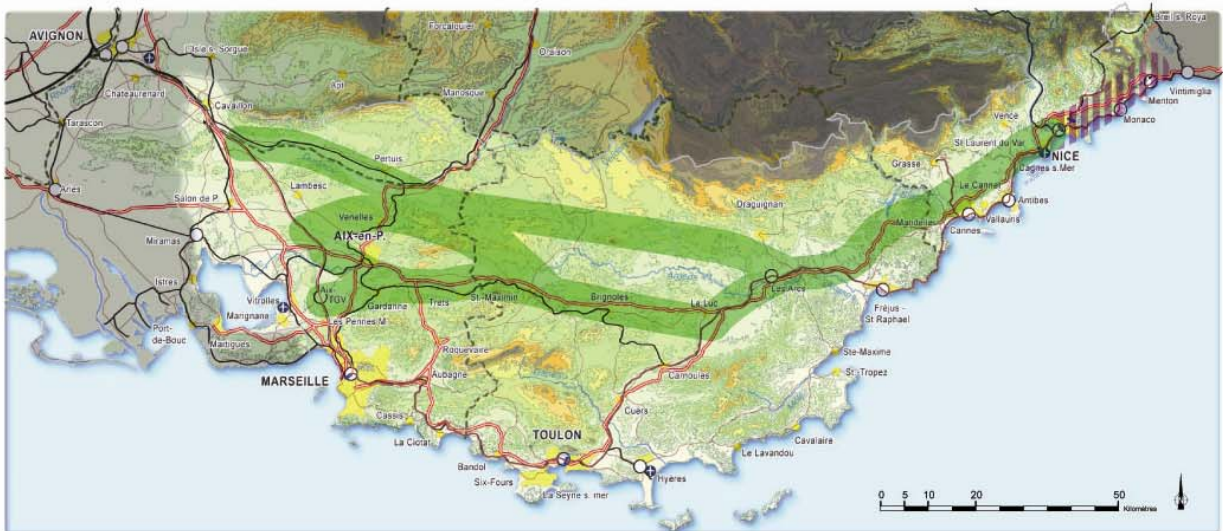 AVIGNON
Forcalquier
Oraison
Breil s. Roya
L'Isle s. Sorgue
Apt
Chateaurenard
Manosque
Cavaillon
Vintimiglia
Menton
Tarascon
Vence
Monaco
St Laurent du Var
Pertuis
NICE
Grasse
Cagnes s.Mer
Arles
Lambesc
Le Cannet
Salon de P.
Draguignan
Antibes
Venelles
Mandelieu
Vallauris
Cannes
AIX-en-P.
Miramas
Istres
Aix-
TGV
Les Arcs
Vitrolles
Gardanne
Trets
St-Maximin
Brignoles
Le Luc
Fréjus -
St Raphael
Marignane
Les Pennes M.
Port-
de-Bouc
Martigues
Roquevaire
Ste-Maxime
MARSEILLE
Aubagne
Carnoules
St-Tropez
Cuers
Cassis
TOULON
La Ciotat
Cavalaire
Bandol
Le Lavandou
Six-Fours
Hyères
La Seyne s. mer
0 5 10 20 50
Kilomètres
N